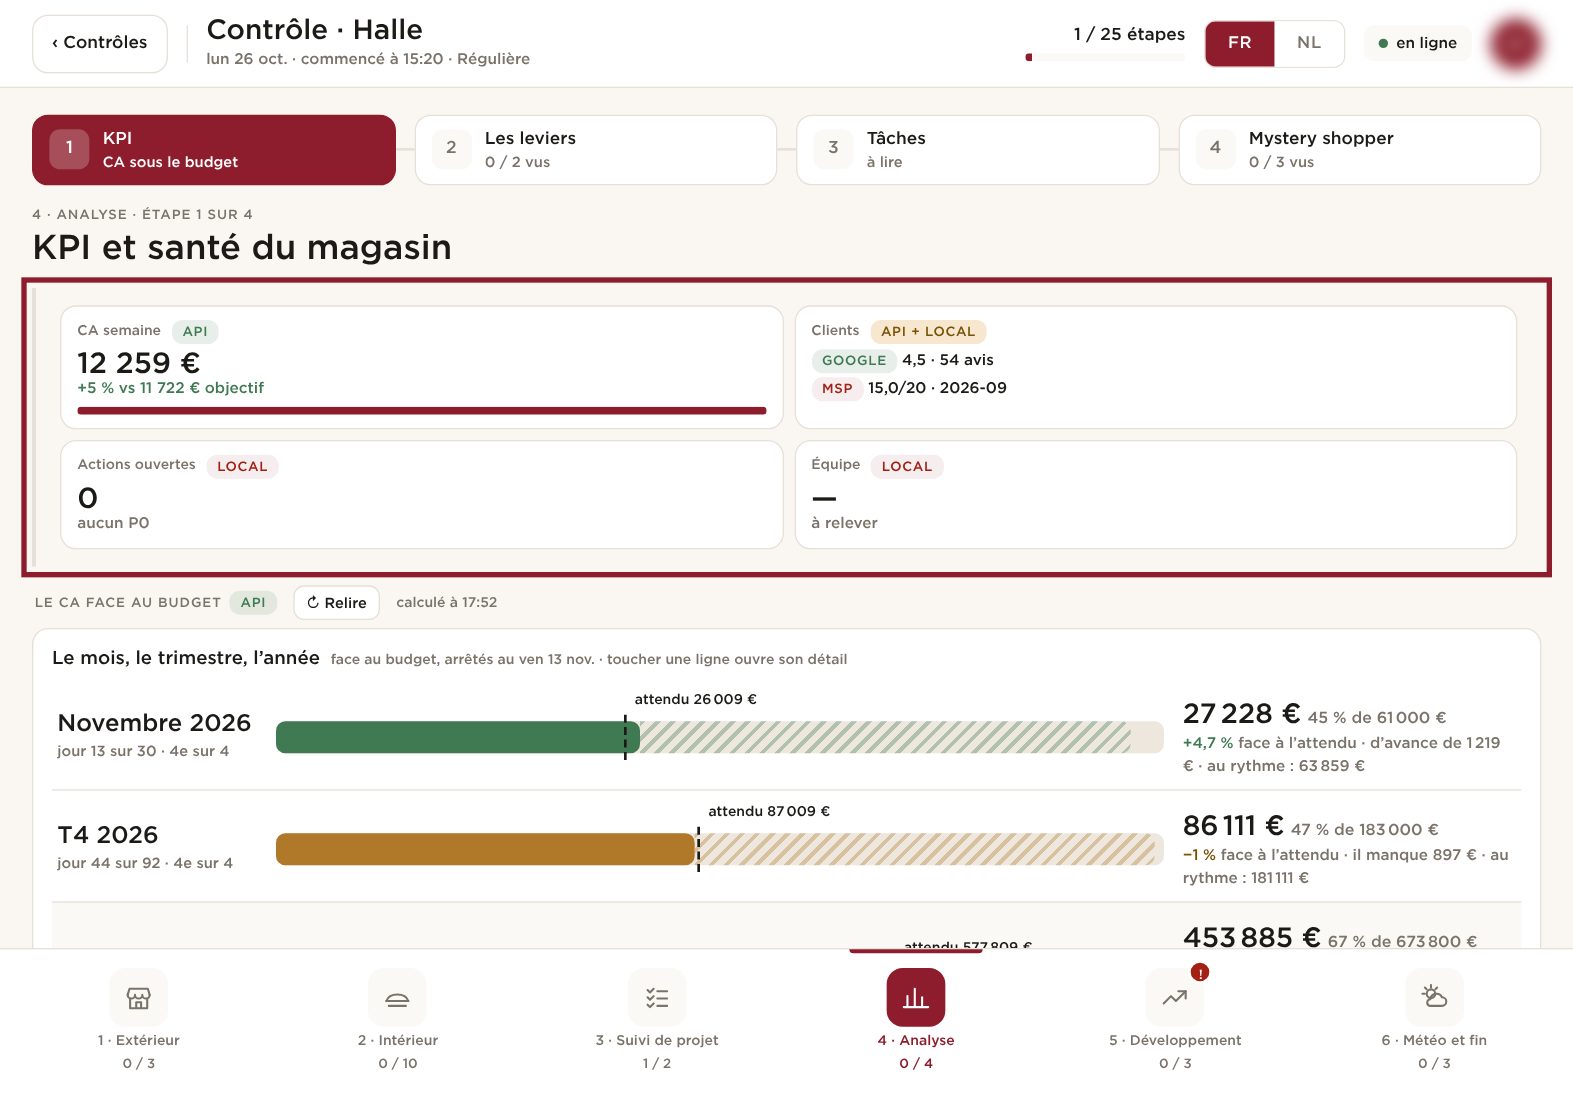 ‹ Contrôles
Contrôle · Halle
lun 26 oct. · commencé à 15:20 · Régulière
1 / 25 étapes
FR
NL
en ligne
1
KPI
CA sous le budget
2
Les leviers
0 / 2 vus
3
Tâches
à lire
4
Mystery shopper
0 / 3 vus
4 · ANALYSE · ÉTAPE 1 SUR 4
KPI et santé du magasin
CA semaine API
12 259 €
+5 % vs 11 722 € objectif
Clients API + LOCAL
GOOGLE 4,5 · 54 avis
MSP 15,0/20 · 2026-09
Actions ouvertes LOCAL
0
aucun P0
Équipe LOCAL
—
à relever
LE CA FACE AU BUDGET API ↻ Relire calculé à 17:52
Le mois, le trimestre, l’année face au budget, arrêtés au ven 13 nov. · toucher une ligne ouvre son détail
attendu 26 009 €
Novembre 2026
jour 13 sur 30 · 4e sur 4
27 228 € 45 % de 61 000 €
+4,7 % face à l’attendu · d’avance de 1 219
€ · au rythme : 63 859 €
attendu 87 009 €
T4 2026
jour 44 sur 92 · 4e sur 4
86 111 € 47 % de 183 000 €
−1 % face à l’attendu · il manque 897 € · au
rythme : 181 111 €
attendu 577 809 €
453 885 € 67 % de 673 800 €
1 · Extérieur
0 / 3
2 · Intérieur
0 / 10
3 · Suivi de projet
1 / 2
4 · Analyse
0 / 4
!
5 · Développement
0 / 3
6 · Météo et fin
0 / 3